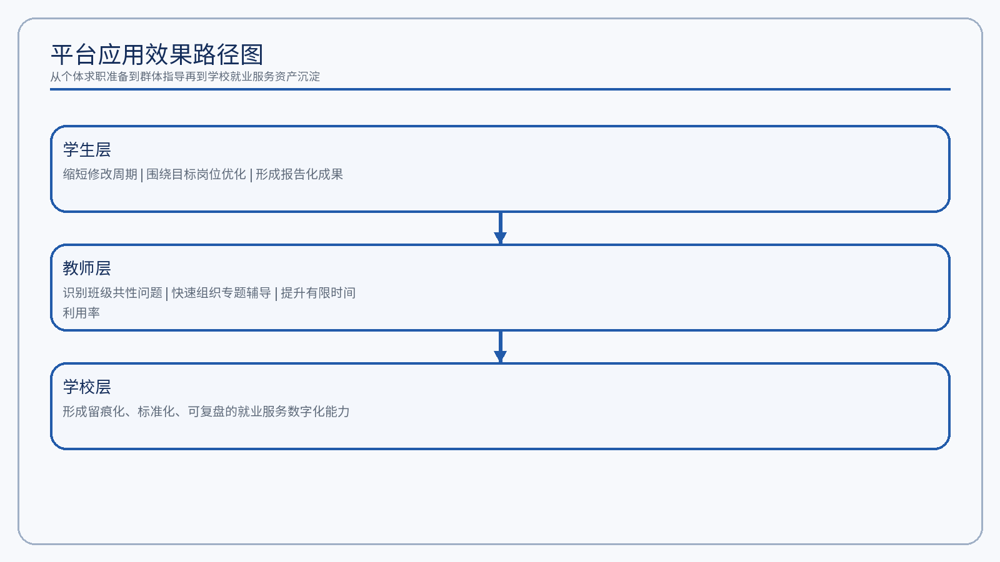 平台应用效果路径图
从个体求职准备到群体指导再到学校就业服务资产沉淀
学生层
缩短修改周期 | 围绕目标岗位优化 | 形成报告化成果
教师层
识别班级共性问题 | 快速组织专题辅导 | 提升有限时间
利用率
学校层
形成留痕化、标准化、可复盘的就业服务数字化能力